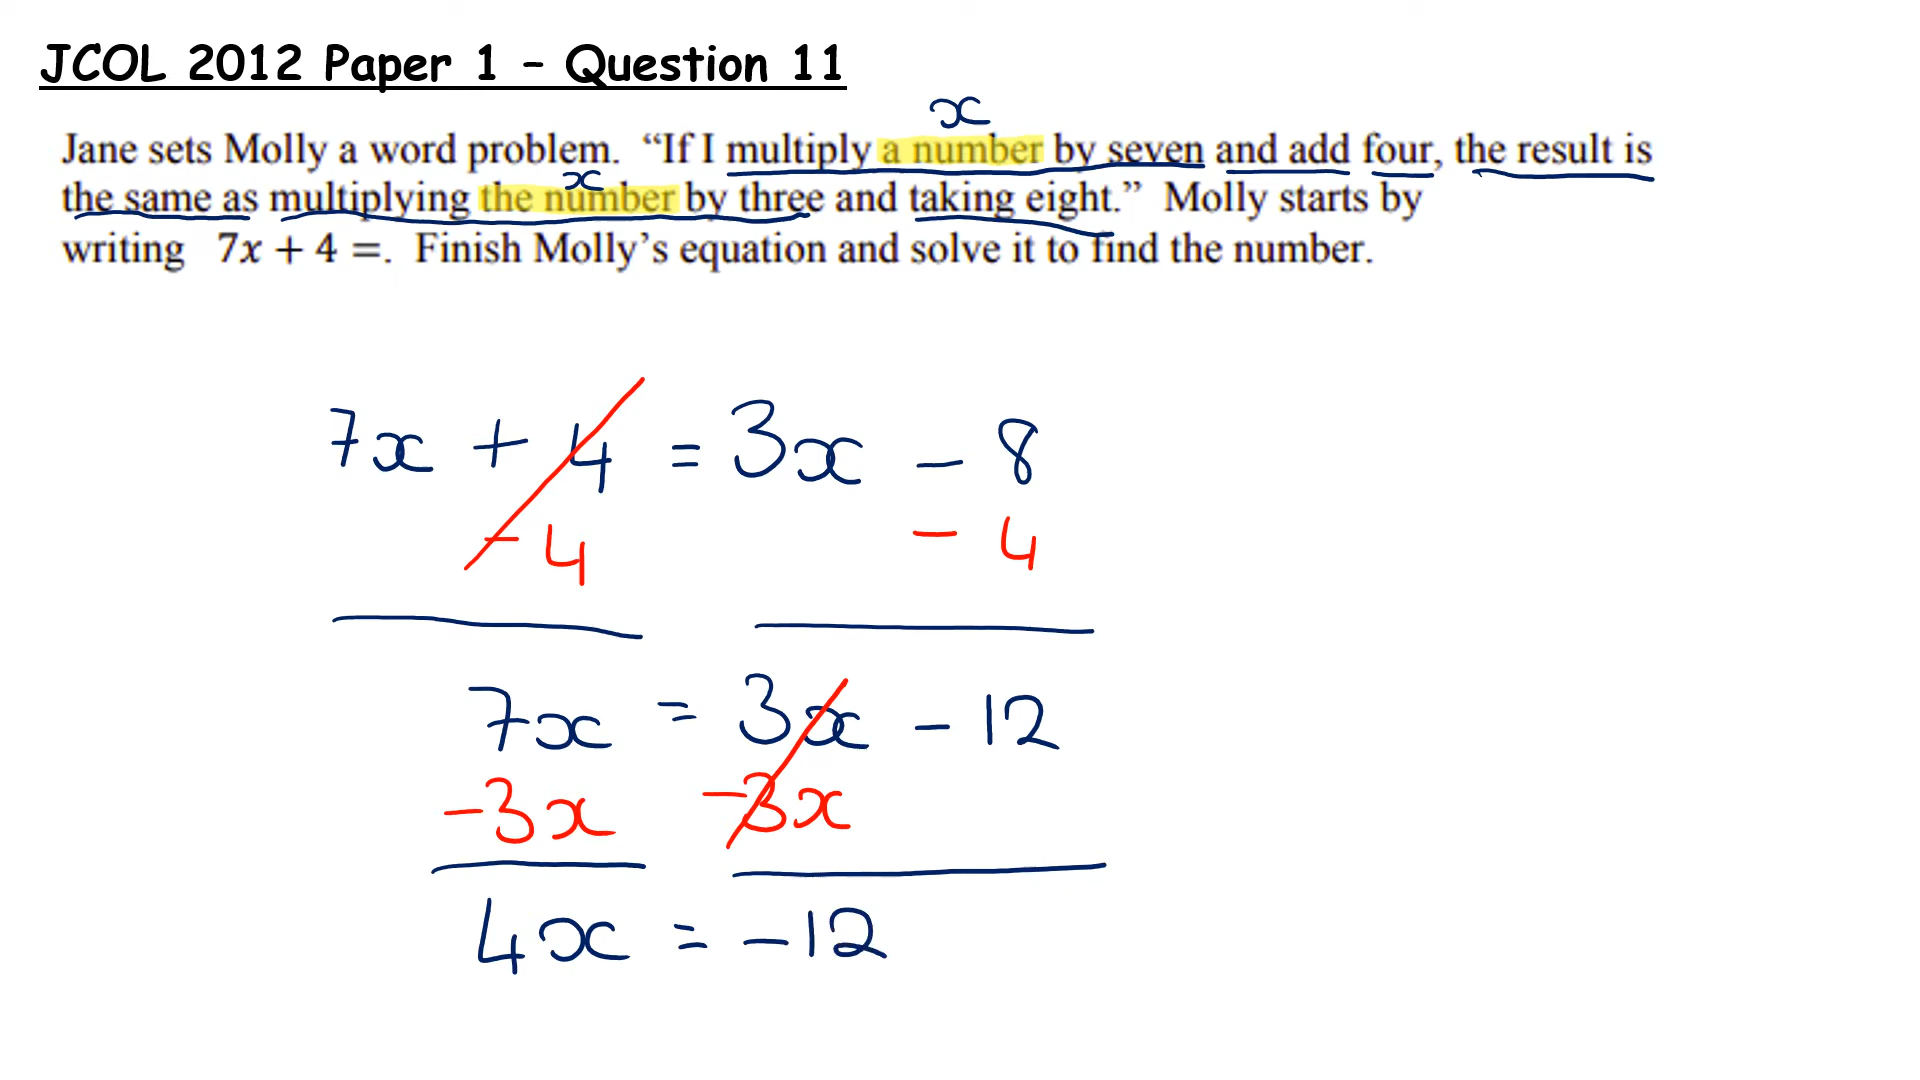 JCOL 2012 Paper 1 – Question 11
x
Jane sets Molly a word problem. “If I multiply a number by seven and add four, the result is
x
the same as multiplying the number by three and taking eight.” Molly starts by
writing 7x + 4 =. Finish Molly’s equation and solve it to find the number.
7x + 4 = 3x - 8
- 4 - 4
7x = 3x - 12
-3x -3x
4x = -12